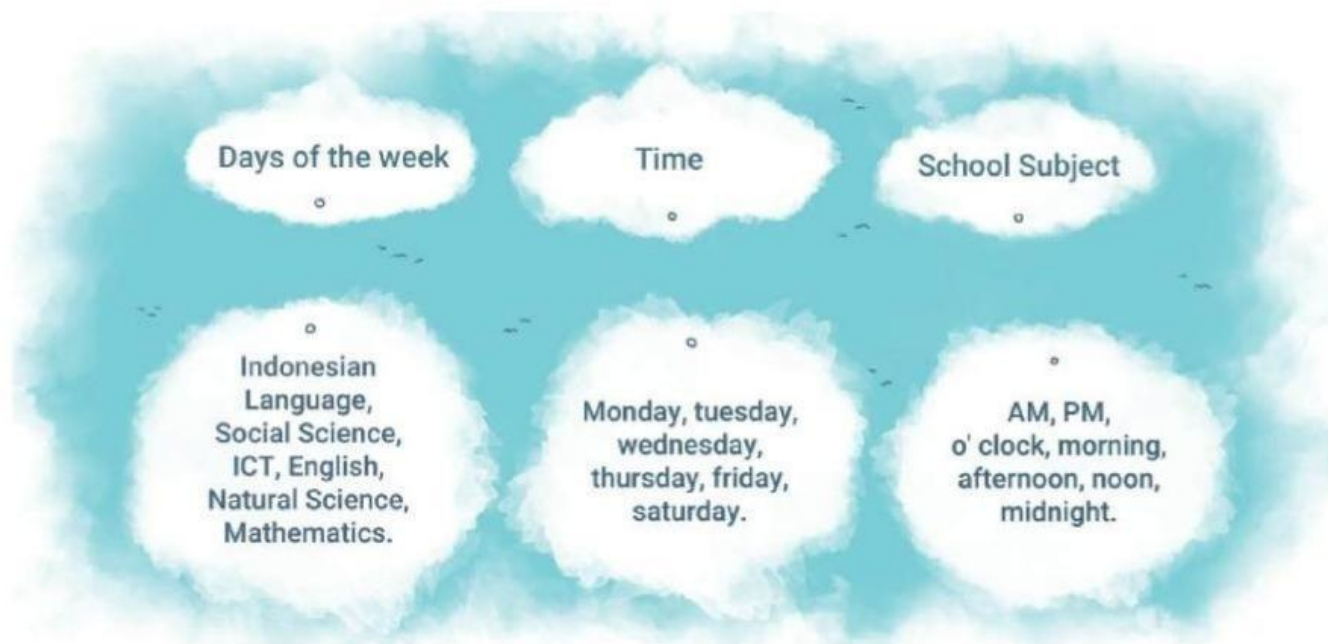 Days of the week
Time
School Subject
Indonesian
Language,
Social Science,
ICT, English,
Natural Science,
Mathematics.
Monday, tuesday,
wednesday,
thursday, friday,
saturday.
AM, PM,
o' clock, morning,
afternoon, noon,
midnight.